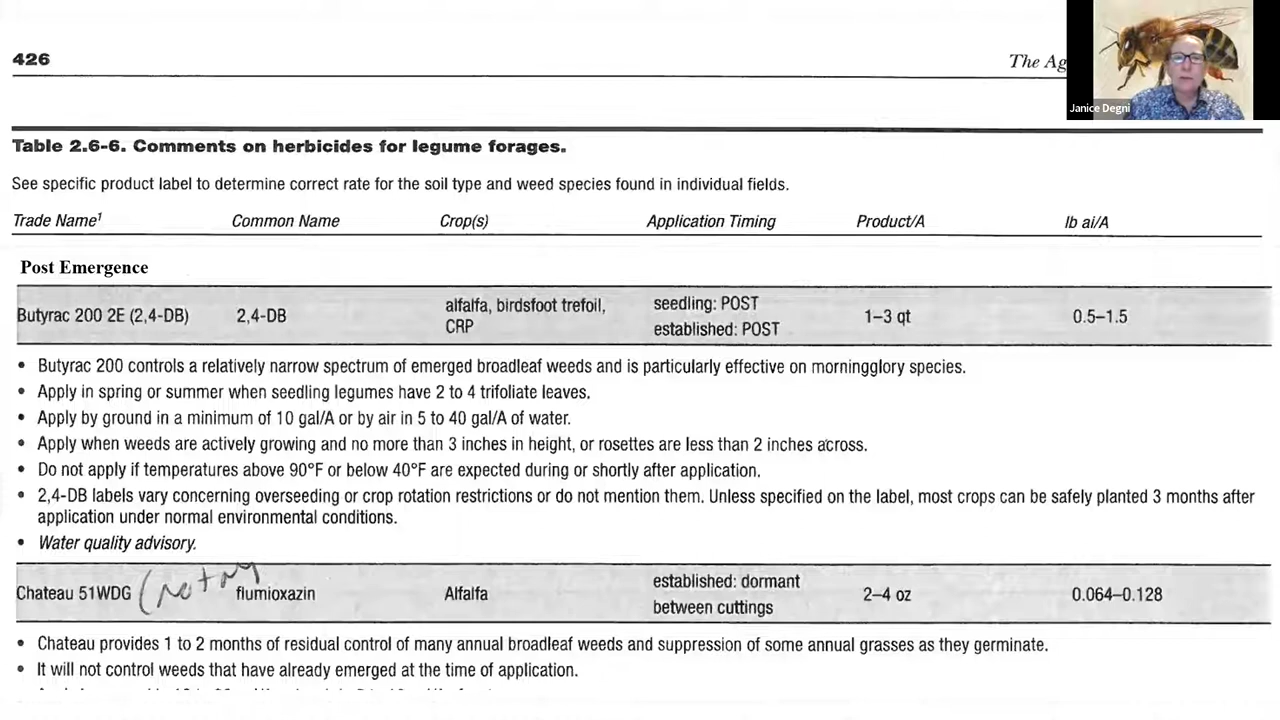 426
The Ag
Janice Degni
Table 2.6-6. Comments on herbicides for legume forages.
See specific product label to determine correct rate for the soil type and weed species found in individual fields.
Trade Name¹ Common Name Crop(s) Application Timing Product/A lb ai/A
Post Emergence
Butyrac 200 2E (2,4-DB) 2,4-DB alfalfa, birdsfoot trefoil, CRP seedling: POST established: POST 1–3 qt 0.5–1.5
• Butyrac 200 controls a relatively narrow spectrum of emerged broadleaf weeds and is particularly effective on morningglory species.
• Apply in spring or summer when seedling legumes have 2 to 4 trifoliate leaves.
• Apply by ground in a minimum of 10 gal/A or by air in 5 to 40 gal/A of water.
• Apply when weeds are actively growing and no more than 3 inches in height, or rosettes are less than 2 inches across.
• Do not apply if temperatures above 90°F or below 40°F are expected during or shortly after application.
• 2,4-DB labels vary concerning overseeding or crop rotation restrictions or do not mention them. Unless specified on the label, most crops can be safely planted 3 months after
application under normal environmental conditions.
• Water quality advisory.
Chateau 51WDG (not flumioxazin Alfalfa established: dormant between cuttings 2–4 oz 0.064–0.128
• Chateau provides 1 to 2 months of residual control of many annual broadleaf weeds and suppression of some annual grasses as they germinate.
• It will not control weeds that have already emerged at the time of application.